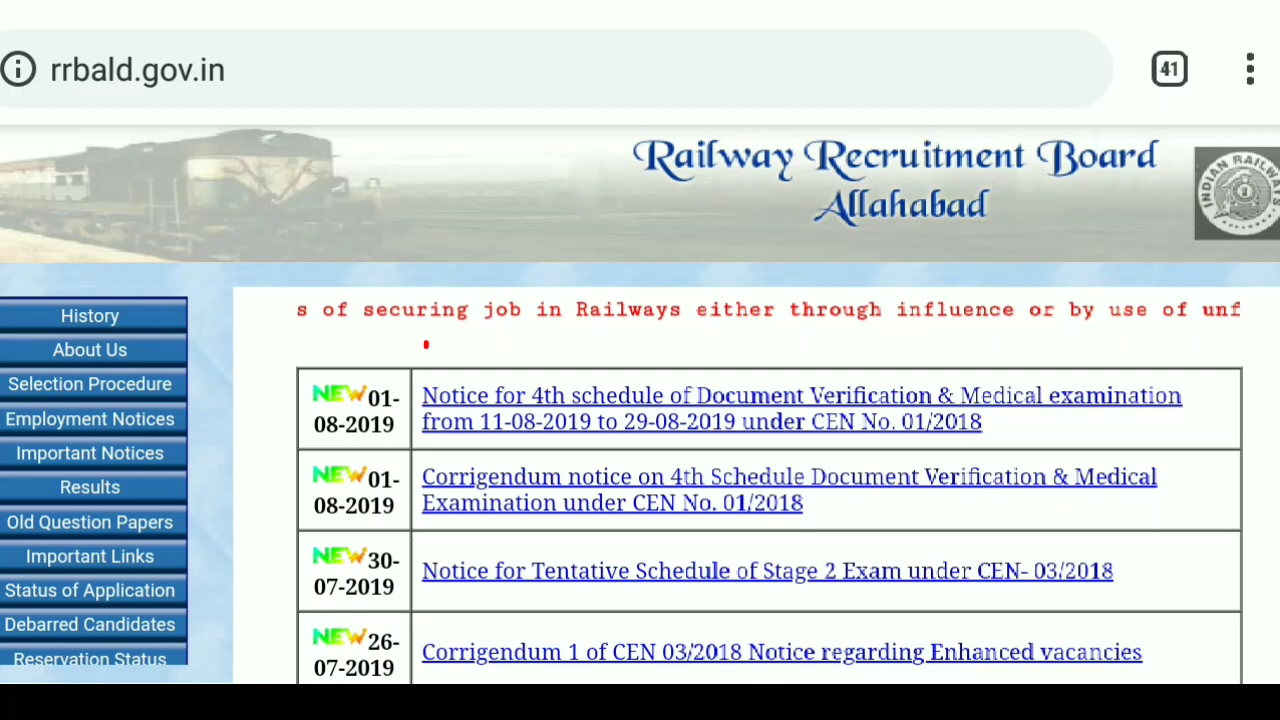 rrbald.gov.in
41
Railway Recruitment Board
Allahabad
INDIAN RAILWAYS
s of securing job in Railways either through influence or by use of unf
History
About Us
Selection Procedure
Employment Notices
Important Notices
Results
Old Question Papers
Important Links
Status of Application
Debarred Candidates
Reservation Status
NEW 01-
08-2019
Notice for 4th schedule of Document Verification & Medical examination
from 11-08-2019 to 29-08-2019 under CEN No. 01/2018
NEW 01-
08-2019
Corrigendum notice on 4th Schedule Document Verification & Medical
Examination under CEN No. 01/2018
NEW 30-
07-2019
Notice for Tentative Schedule of Stage 2 Exam under CEN- 03/2018
NEW 26-
07-2019
Corrigendum 1 of CEN 03/2018 Notice regarding Enhanced vacancies